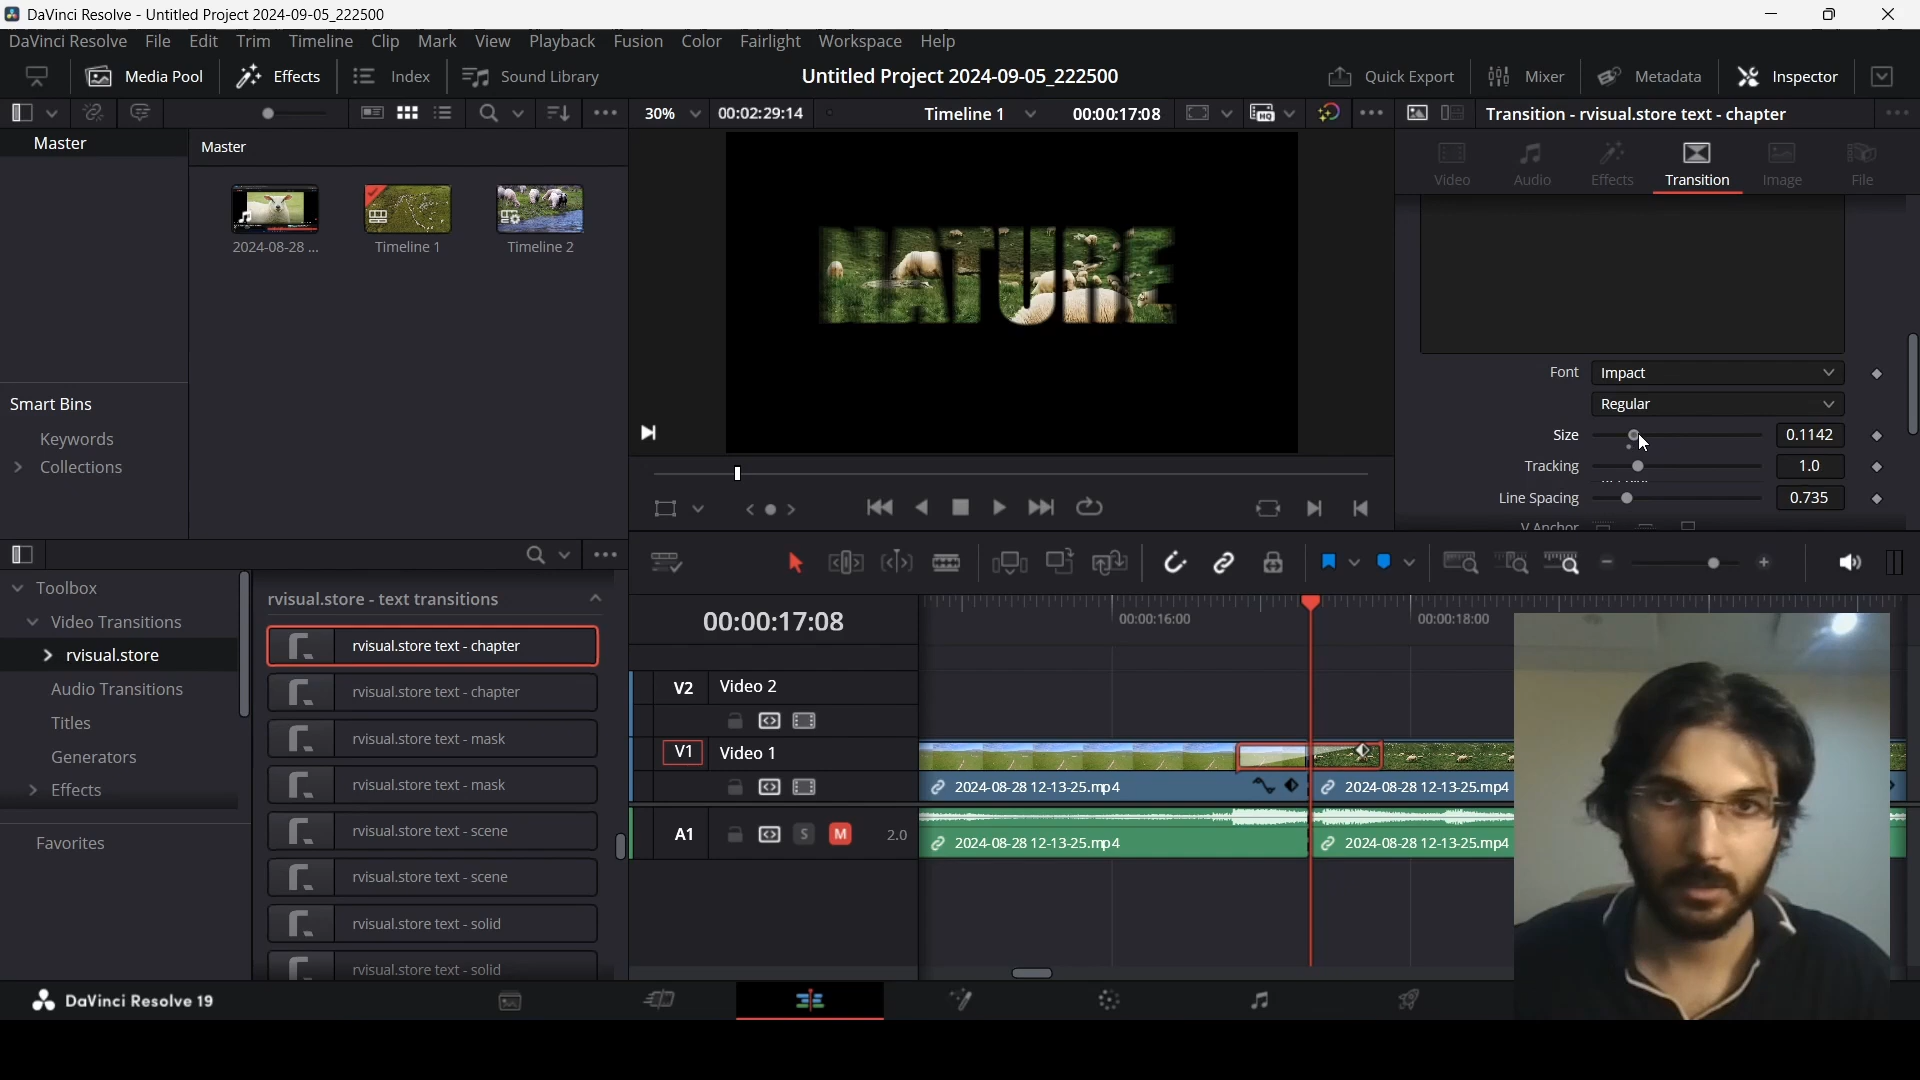 DaVinci Resolve - Untitled Project 2024-09-05_222500
DaVinci Resolve File Edit Trim Timeline Clip Mark View Playback Fusion Color Fairlight Workspace Help
Media Pool Effects Index Sound Library Untitled Project 2024-09-05_222500 Quick Export Mixer Metadata Inspector
30% 00:02:29:14 Timeline 1 00:00:17:08 HQ Transition - rvisual.store text - chapter
Master
Master
Video Audio Effects Transition Image File
2024-08-28 ... Timeline 1 Timeline 2
NATURE
Font Impact
Regular
Size 0.1142
Tracking 1.0
Line Spacing 0.735
V Anchor
Smart Bins
Keywords
Collections
Toolbox
Video Transitions
rvisual.store
Audio Transitions
Titles
Generators
Effects
Favorites
rvisual.store - text transitions
rvisual.store text - chapter
rvisual.store text - chapter
rvisual.store text - mask
rvisual.store text - mask
rvisual.store text - scene
rvisual.store text - scene
rvisual.store text - solid
rvisual.store text - solid
00:00:17:08 00:00:16:00 00:00:18:00
V2 Video 2
V1 Video 1
2024-08-28 12-13-25.mp4 2024-08-28 12-13-25.mp4
A1 S M 2.0
2024-08-28 12-13-25.mp4 2024-08-28 12-13-25.mp4
DaVinci Resolve 19